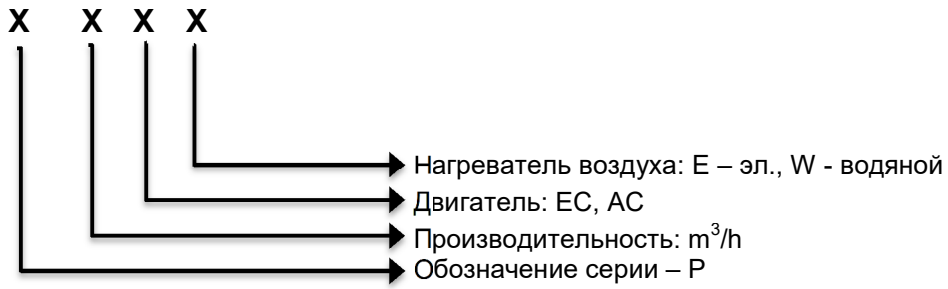 X X X X
Нагреватель воздуха: E – эл., W - водяной
Двигатель: EC, AC
Производительность: m³/h
Обозначение серии – P